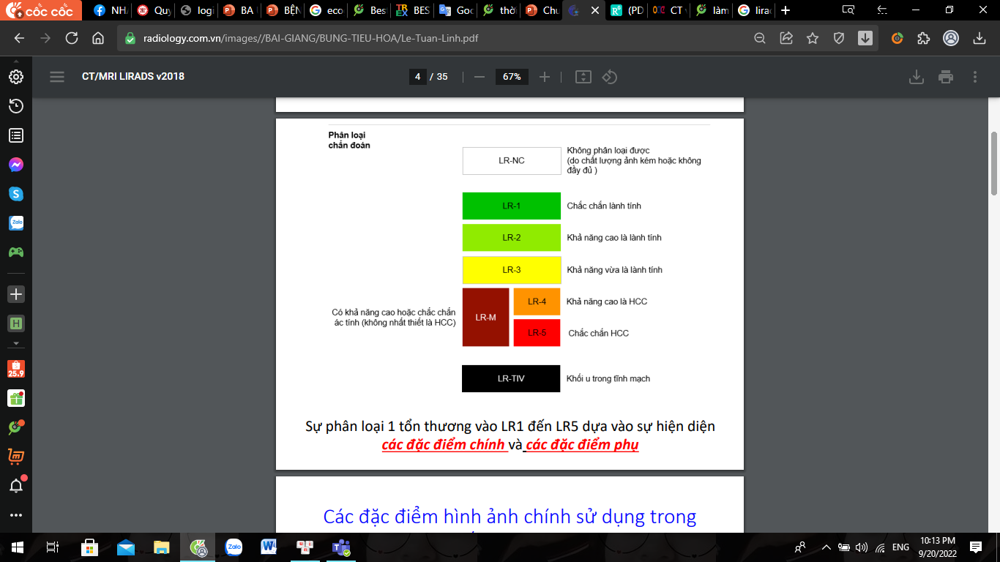 cốc cốc
NHA
Quy
logi
BA
BỆN
eco
Bes
BES
Goo
thờ
Chu
(PD
CT
làm
lirad
radiology.com.vn/images//BAI-GIANG/BUNG-TIEU-HOA/Le-Tuan-Linh.pdf
CT/MRI LIRADS v2018
4 / 35
67%
Phân loại
chẩn đoán
LR-NC
Không phân loại được
(do chất lượng ảnh kém hoặc không
đầy đủ )
LR-1
Chắc chắn lành tính
LR-2
Khả năng cao là lành tính
LR-3
Khả năng vừa là lành tính
Có khả năng cao hoặc chắc chắn
ác tính (không nhất thiết là HCC)
LR-M
LR-4
Khả năng cao là HCC
LR-5
Chắc chắn HCC
LR-TIV
Khối u trong tĩnh mạch
Sự phân loại 1 tổn thương vào LR1 đến LR5 dựa vào sự hiện diện
các đặc điểm chính và các đặc điểm phụ
Các đặc điểm hình ảnh chính sử dụng trong
Zalo
H
25.9
Zalo
ENG
10:13 PM
9/20/2022